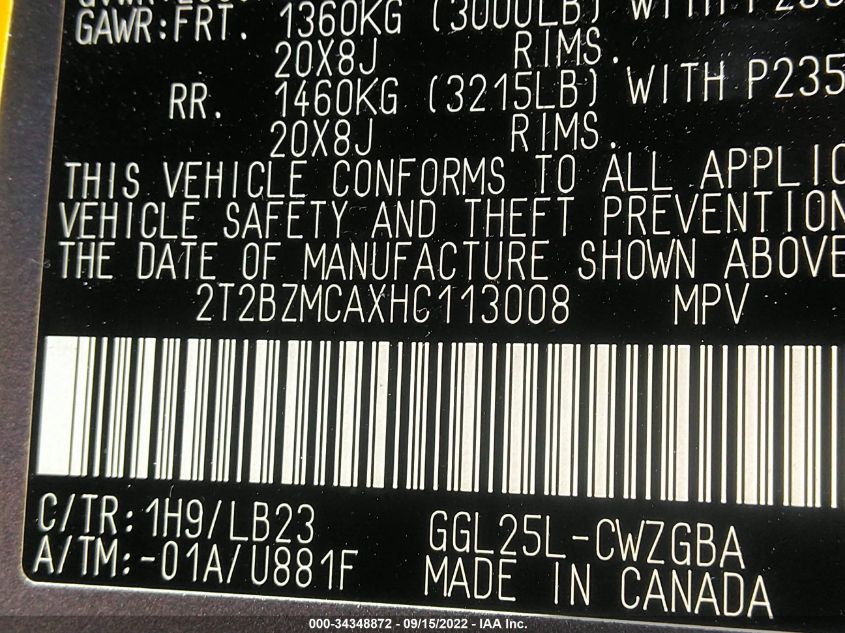 GAWR:FRT. 1360KG (3000LB) WITH
20X8J RIMS.
RR. 1460KG (3215LB) WITH P235
20X8J RIMS.
THIS VEHICLE CONFORMS TO ALL APPLIC
VEHICLE SAFETY AND THEFT PREVENTION
THE DATE OF MANUFACTURE SHOWN ABOVE
2T2BZMCAXHC113008 MPV
C/TR:1H9/LB23 GGL25L-CWZGBA
A/TM:-01A/U881F MADE IN CANADA
000-34348872 - 09/15/2022 - IAA Inc.